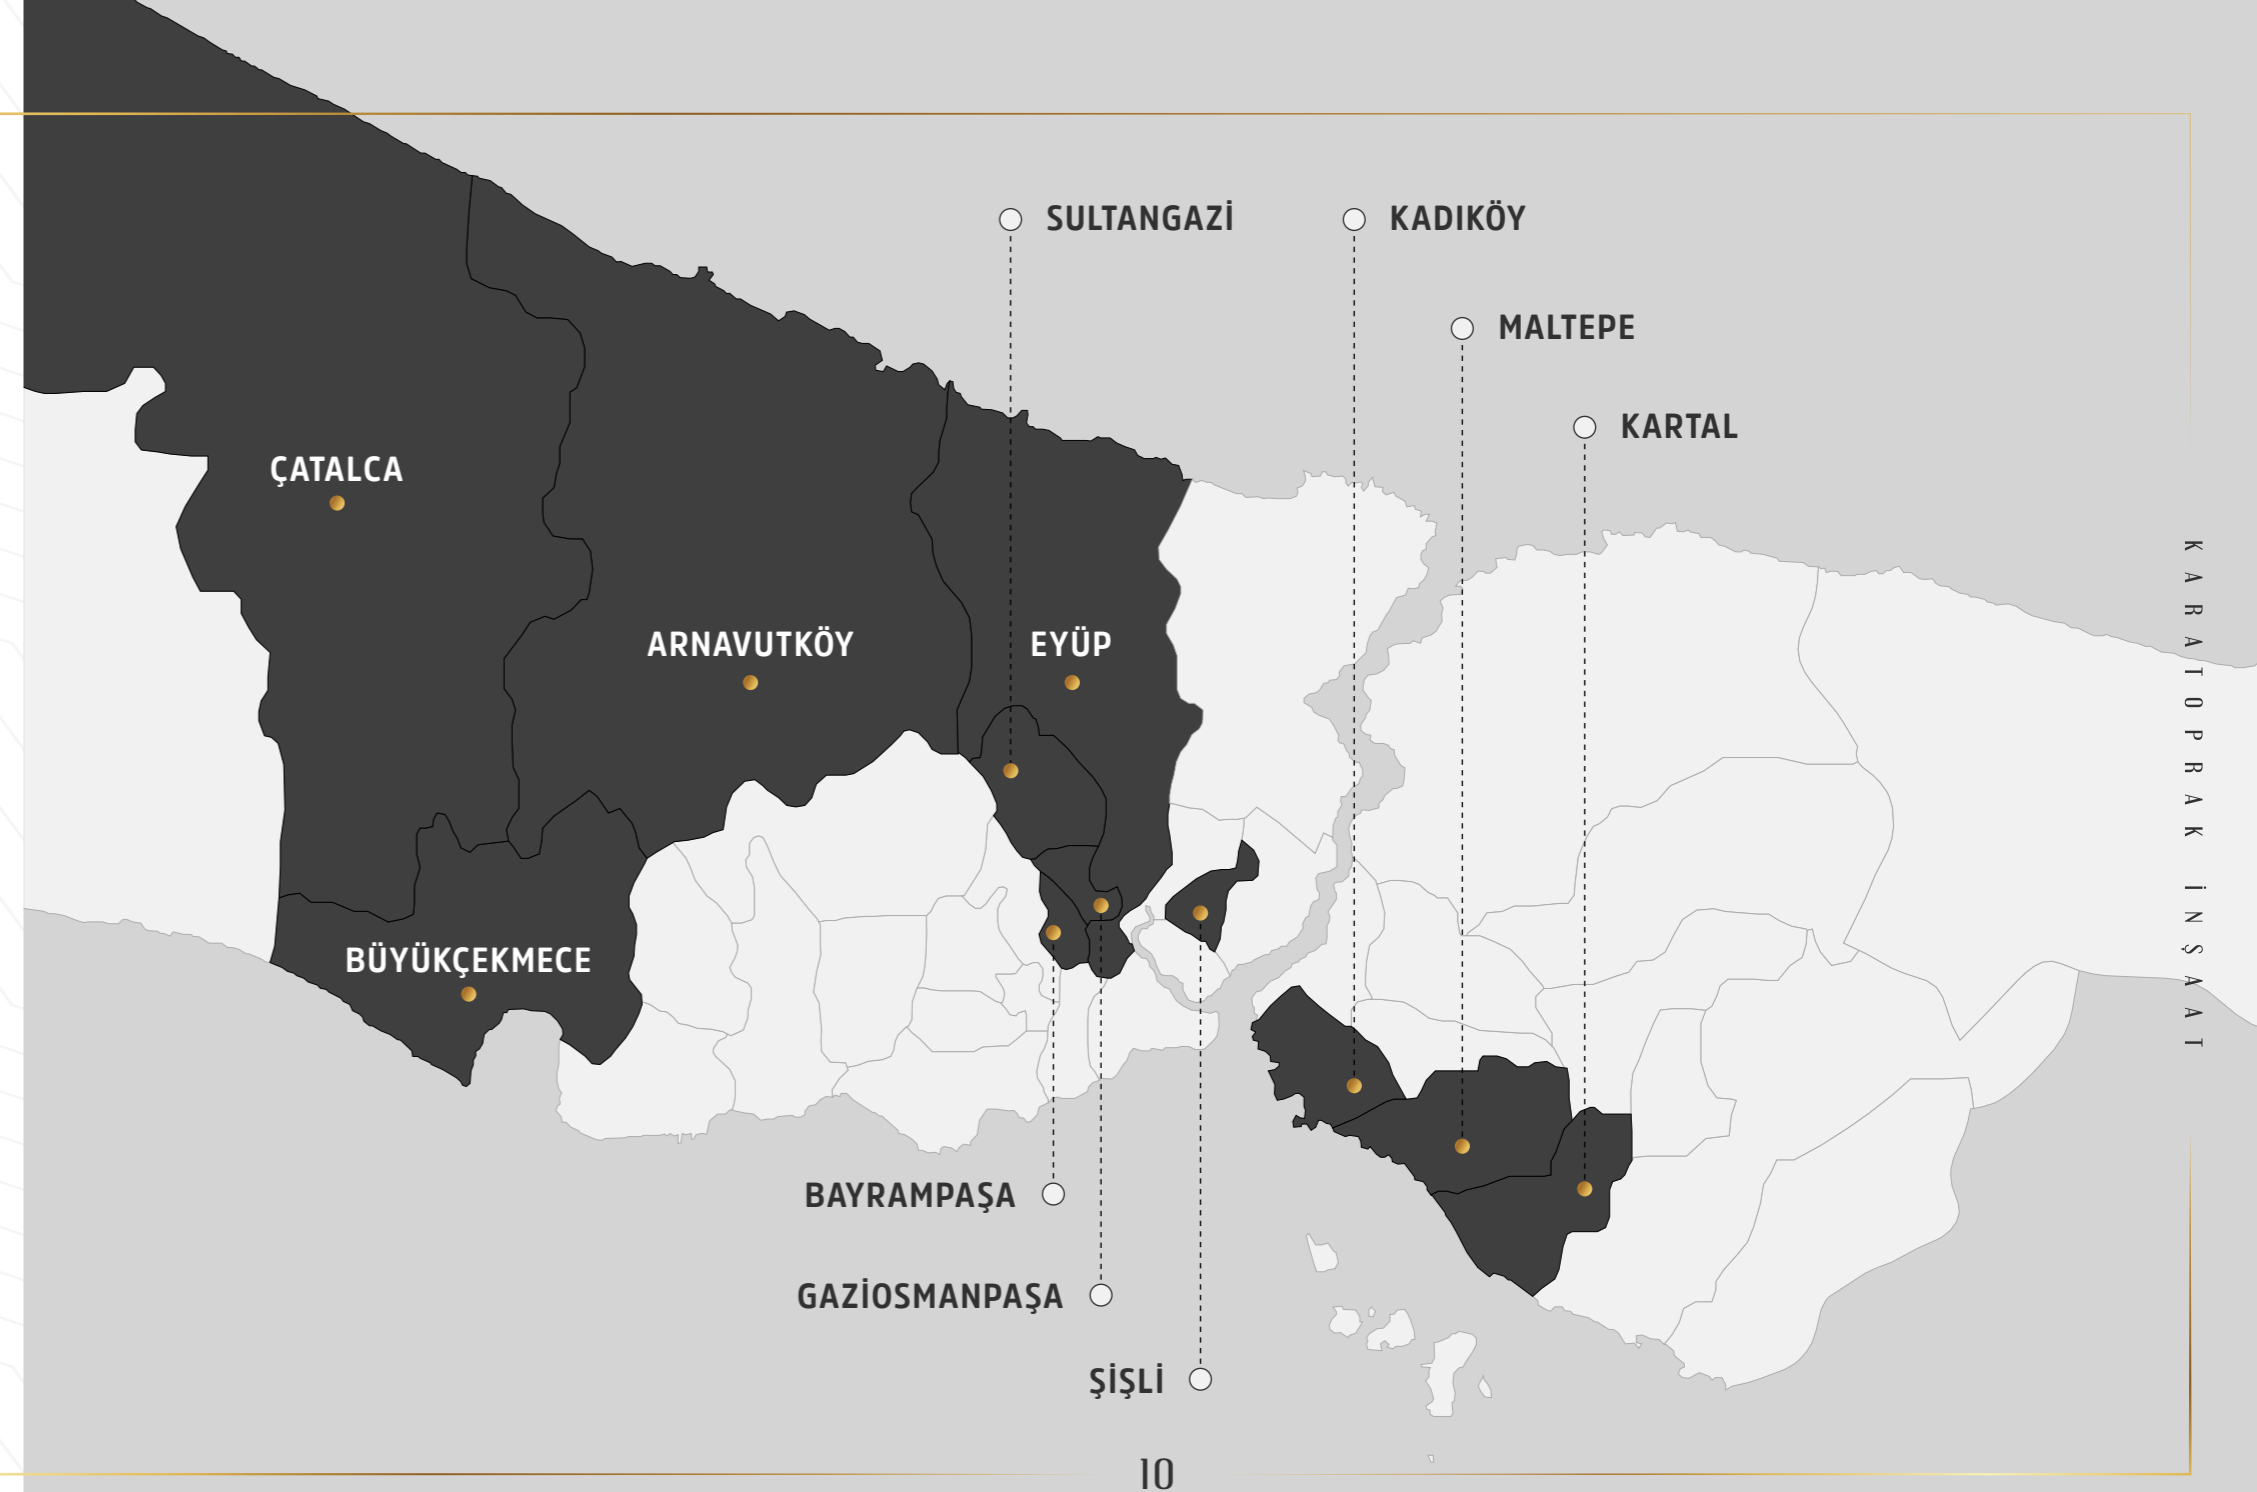 SULTANGAZİ
KADIKÖY
MALTEPE
KARTAL
ÇATALCA
ARNAVUTKÖY
EYÜP
BÜYÜKÇEKMECE
BAYRAMPAŞA
GAZİOSMANPAŞA
ŞİŞLİ
KARATOPRAK İNŞAAT
10